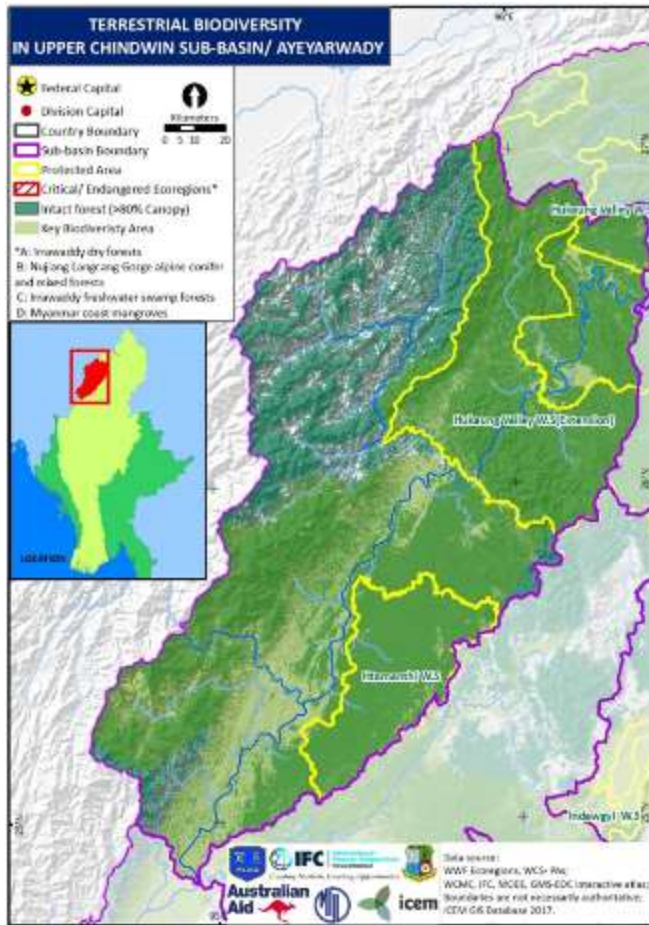 TERRESTRIAL BIODIVERSITY
IN UPPER CHINDWIN SUB-BASIN/ AYEYARWADY
Federal Capital
Division Capital
Country Boundary
Sub-basin Boundary
Protected Area
Critical/ Endangered Ecoregions*
Intact forest (>80% Canopy)
Key Biodiveristy Area
Kilometers
0 5 10 20
*A: Irrawaddy dry forests
B: Nujiang Langcang Gorge alpine conifer
and mixed forests
C: Irrawaddy freshwater swamp forests
D: Myanmar coast mangroves
LOCATION
Hukaung Valley W.S
Hukaung Valley W.S(Extension)
Htamanthi W.S
Indawgyi W.S
IFC
Australian
Aid
icem
Data source:
WWF Ecoregions, WCS- PAs;
WCMC, IFC, MOEE, GMS-EOC Interactive atlas;
Boundaries are not necessarily authoritative;
ICEM GIS Database 2017.